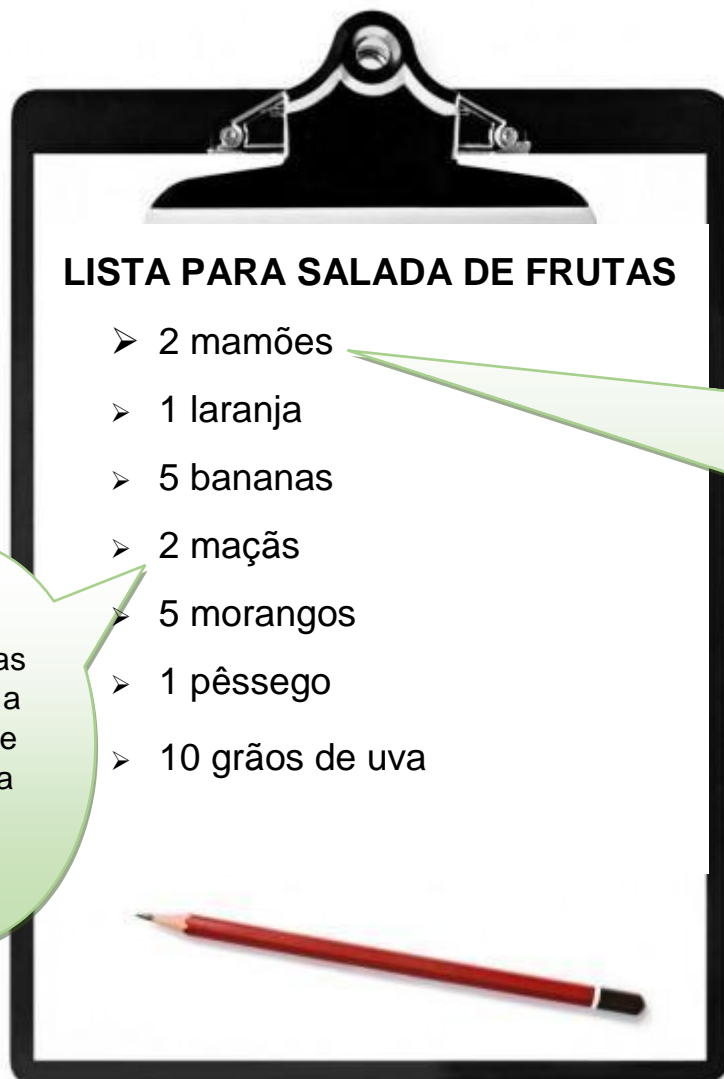 LISTA PARA SALADA DE FRUTAS
➢ 2 mamões
➢ 1 laranja
➢ 5 bananas
➢ 2 maçãs
➢ 5 morangos
➢ 1 pêssego
➢ 10 grãos de uva
as
a
e
a